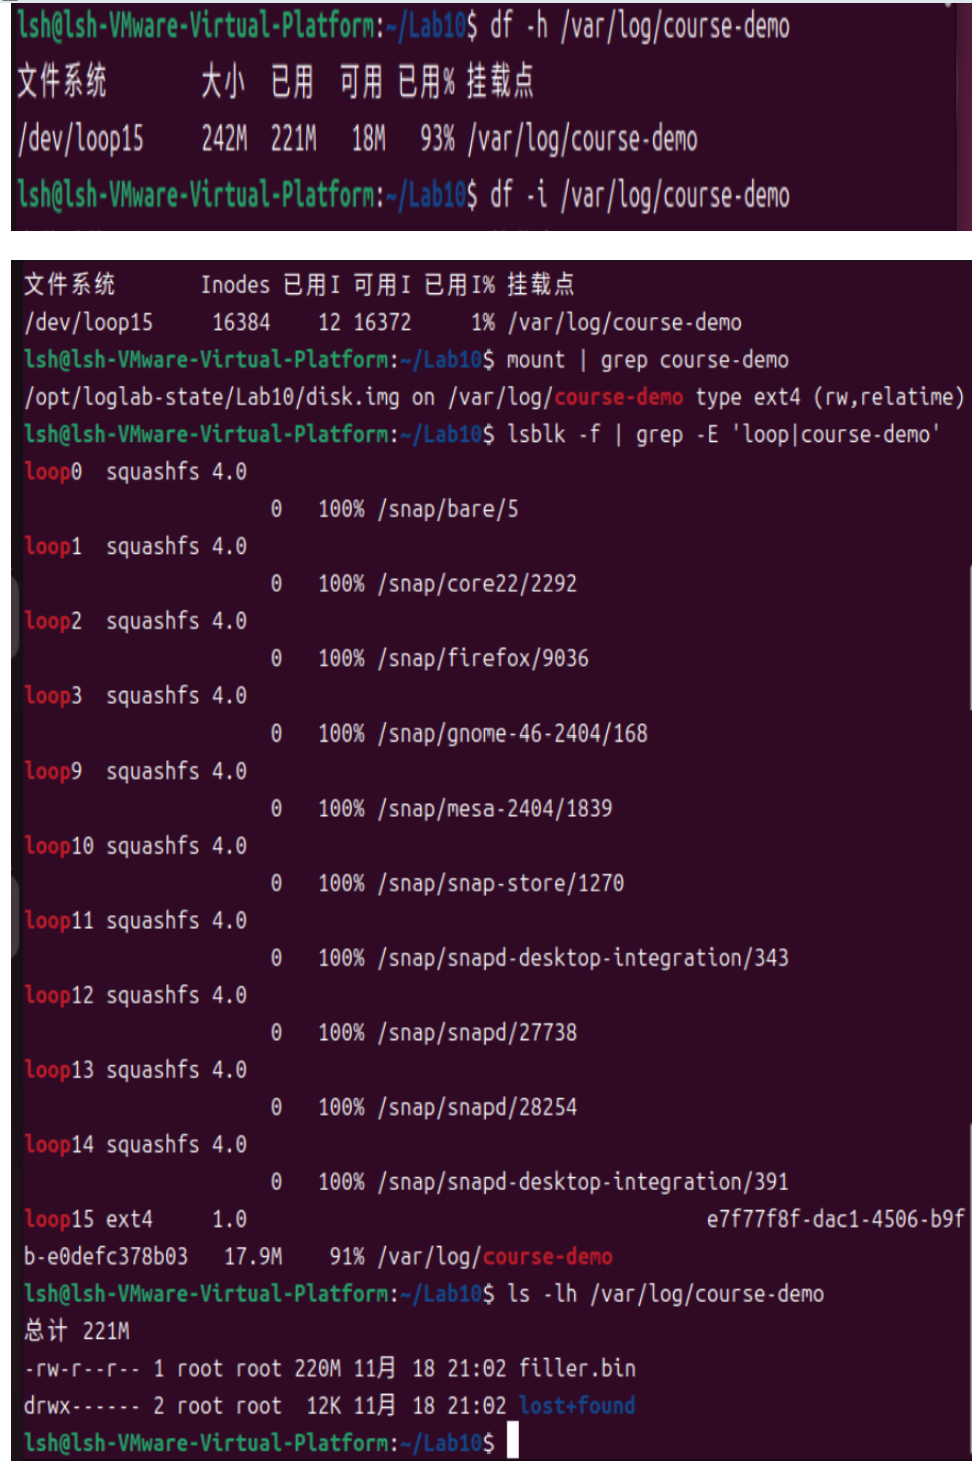 lsh@lsh-VMware-Virtual-Platform:~/Lab10$ df -h /var/log/course-demo
文件系统 大小 已用 可用 已用% 挂载点
/dev/loop15 242M 221M 18M 93% /var/log/course-demo
lsh@lsh-VMware-Virtual-Platform:~/Lab10$ df -i /var/log/course-demo
文件系统 Inodes 已用I 可用I 已用I% 挂载点
/dev/loop15 16384 12 16372 1% /var/log/course-demo
lsh@lsh-VMware-Virtual-Platform:~/Lab10$ mount | grep course-demo
/opt/loglab-state/Lab10/disk.img on /var/log/course-demo type ext4 (rw,relatime)
lsh@lsh-VMware-Virtual-Platform:~/Lab10$ lsblk -f | grep -E 'loop|course-demo'
loop0 squashfs 4.0
0 100% /snap/bare/5
loop1 squashfs 4.0
0 100% /snap/core22/2292
loop2 squashfs 4.0
0 100% /snap/firefox/9036
loop3 squashfs 4.0
0 100% /snap/gnome-46-2404/168
loop9 squashfs 4.0
0 100% /snap/mesa-2404/1839
loop10 squashfs 4.0
0 100% /snap/snap-store/1270
loop11 squashfs 4.0
0 100% /snap/snapd-desktop-integration/343
loop12 squashfs 4.0
0 100% /snap/snapd/27738
loop13 squashfs 4.0
0 100% /snap/snapd/28254
loop14 squashfs 4.0
0 100% /snap/snapd-desktop-integration/391
loop15 ext4 1.0 e7f77f8f-dac1-4506-b9f
b-e0defc378b03 17.9M 91% /var/log/course-demo
lsh@lsh-VMware-Virtual-Platform:~/Lab10$ ls -lh /var/log/course-demo
总计 221M
-rw-r--r-- 1 root root 220M 11月 18 21:02 filler.bin
drwx------ 2 root root 12K 11月 18 21:02 lost+found
lsh@lsh-VMware-Virtual-Platform:~/Lab10$